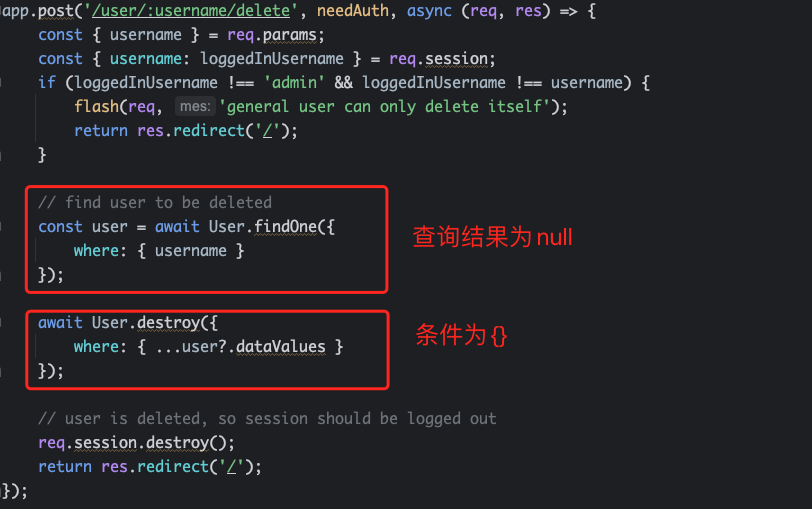 app.post('/user/:username/delete', needAuth, async (req, res) => {
const { username } = req.params;
const { username: loggedInUsername } = req.session;
if (loggedInUsername !== 'admin' && loggedInUsername !== username) {
flash(req, mes: 'general user can only delete itself');
return res.redirect('/');
}
// find user to be deleted
const user = await User.findOne({
where: { username }
});
查询结果为null
await User.destroy({
where: { ...user?.dataValues }
});
条件为{}
// user is deleted, so session should be logged out
req.session.destroy();
return res.redirect('/');
});